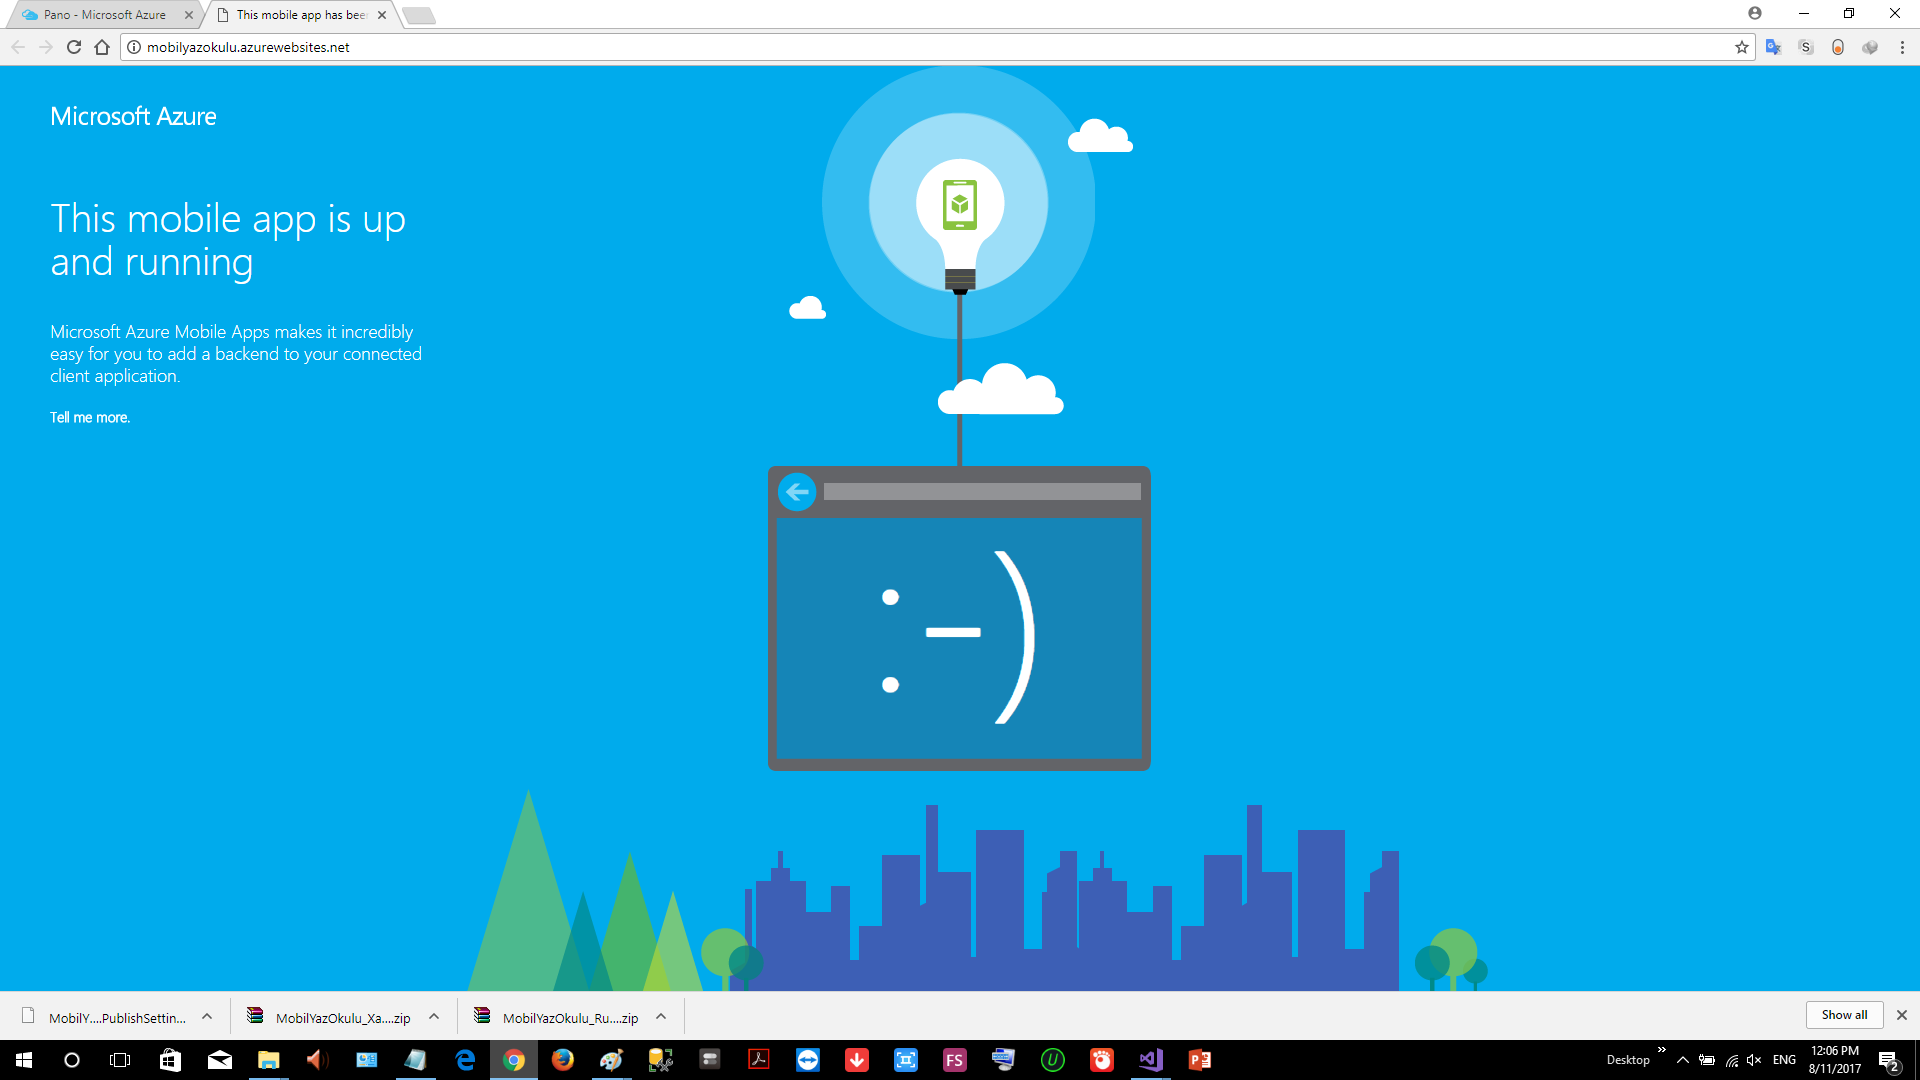 Pano - Microsoft Azure
This mobile app has bee
mobilyazokulu.azurewebsites.net
Microsoft Azure
This mobile app is up
and running
Microsoft Azure Mobile Apps makes it incredibly
easy for you to add a backend to your connected
client application.
Tell me more.
:-)
MobilY....PublishSettin...
MobilYazOkulu_Xa....zip
MobilYazOkulu_Ru....zip
Show all
FS
Desktop
ENG
12:06 PM
8/11/2017
2